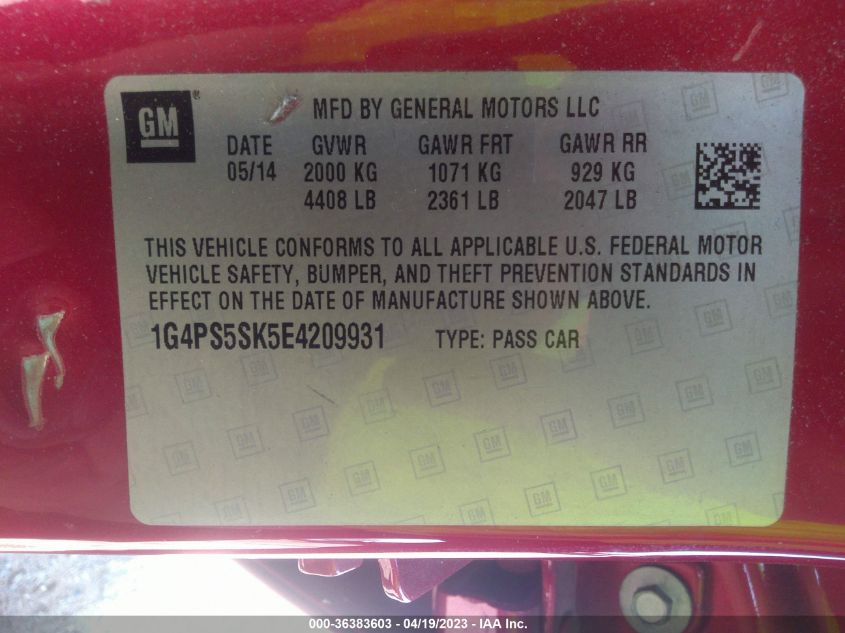 GM ® MFD BY GENERAL MOTORS LLC
DATE GVWR GAWR FRT GAWR RR
05/14 2000 KG 1071 KG 929 KG
4408 LB 2361 LB 2047 LB
THIS VEHICLE CONFORMS TO ALL APPLICABLE U.S. FEDERAL MOTOR
VEHICLE SAFETY, BUMPER, AND THEFT PREVENTION STANDARDS IN
EFFECT ON THE DATE OF MANUFACTURE SHOWN ABOVE.
1G4PS5SK5E4209931 TYPE: PASS CAR
000-36383603 - 04/19/2023 - IAA Inc.